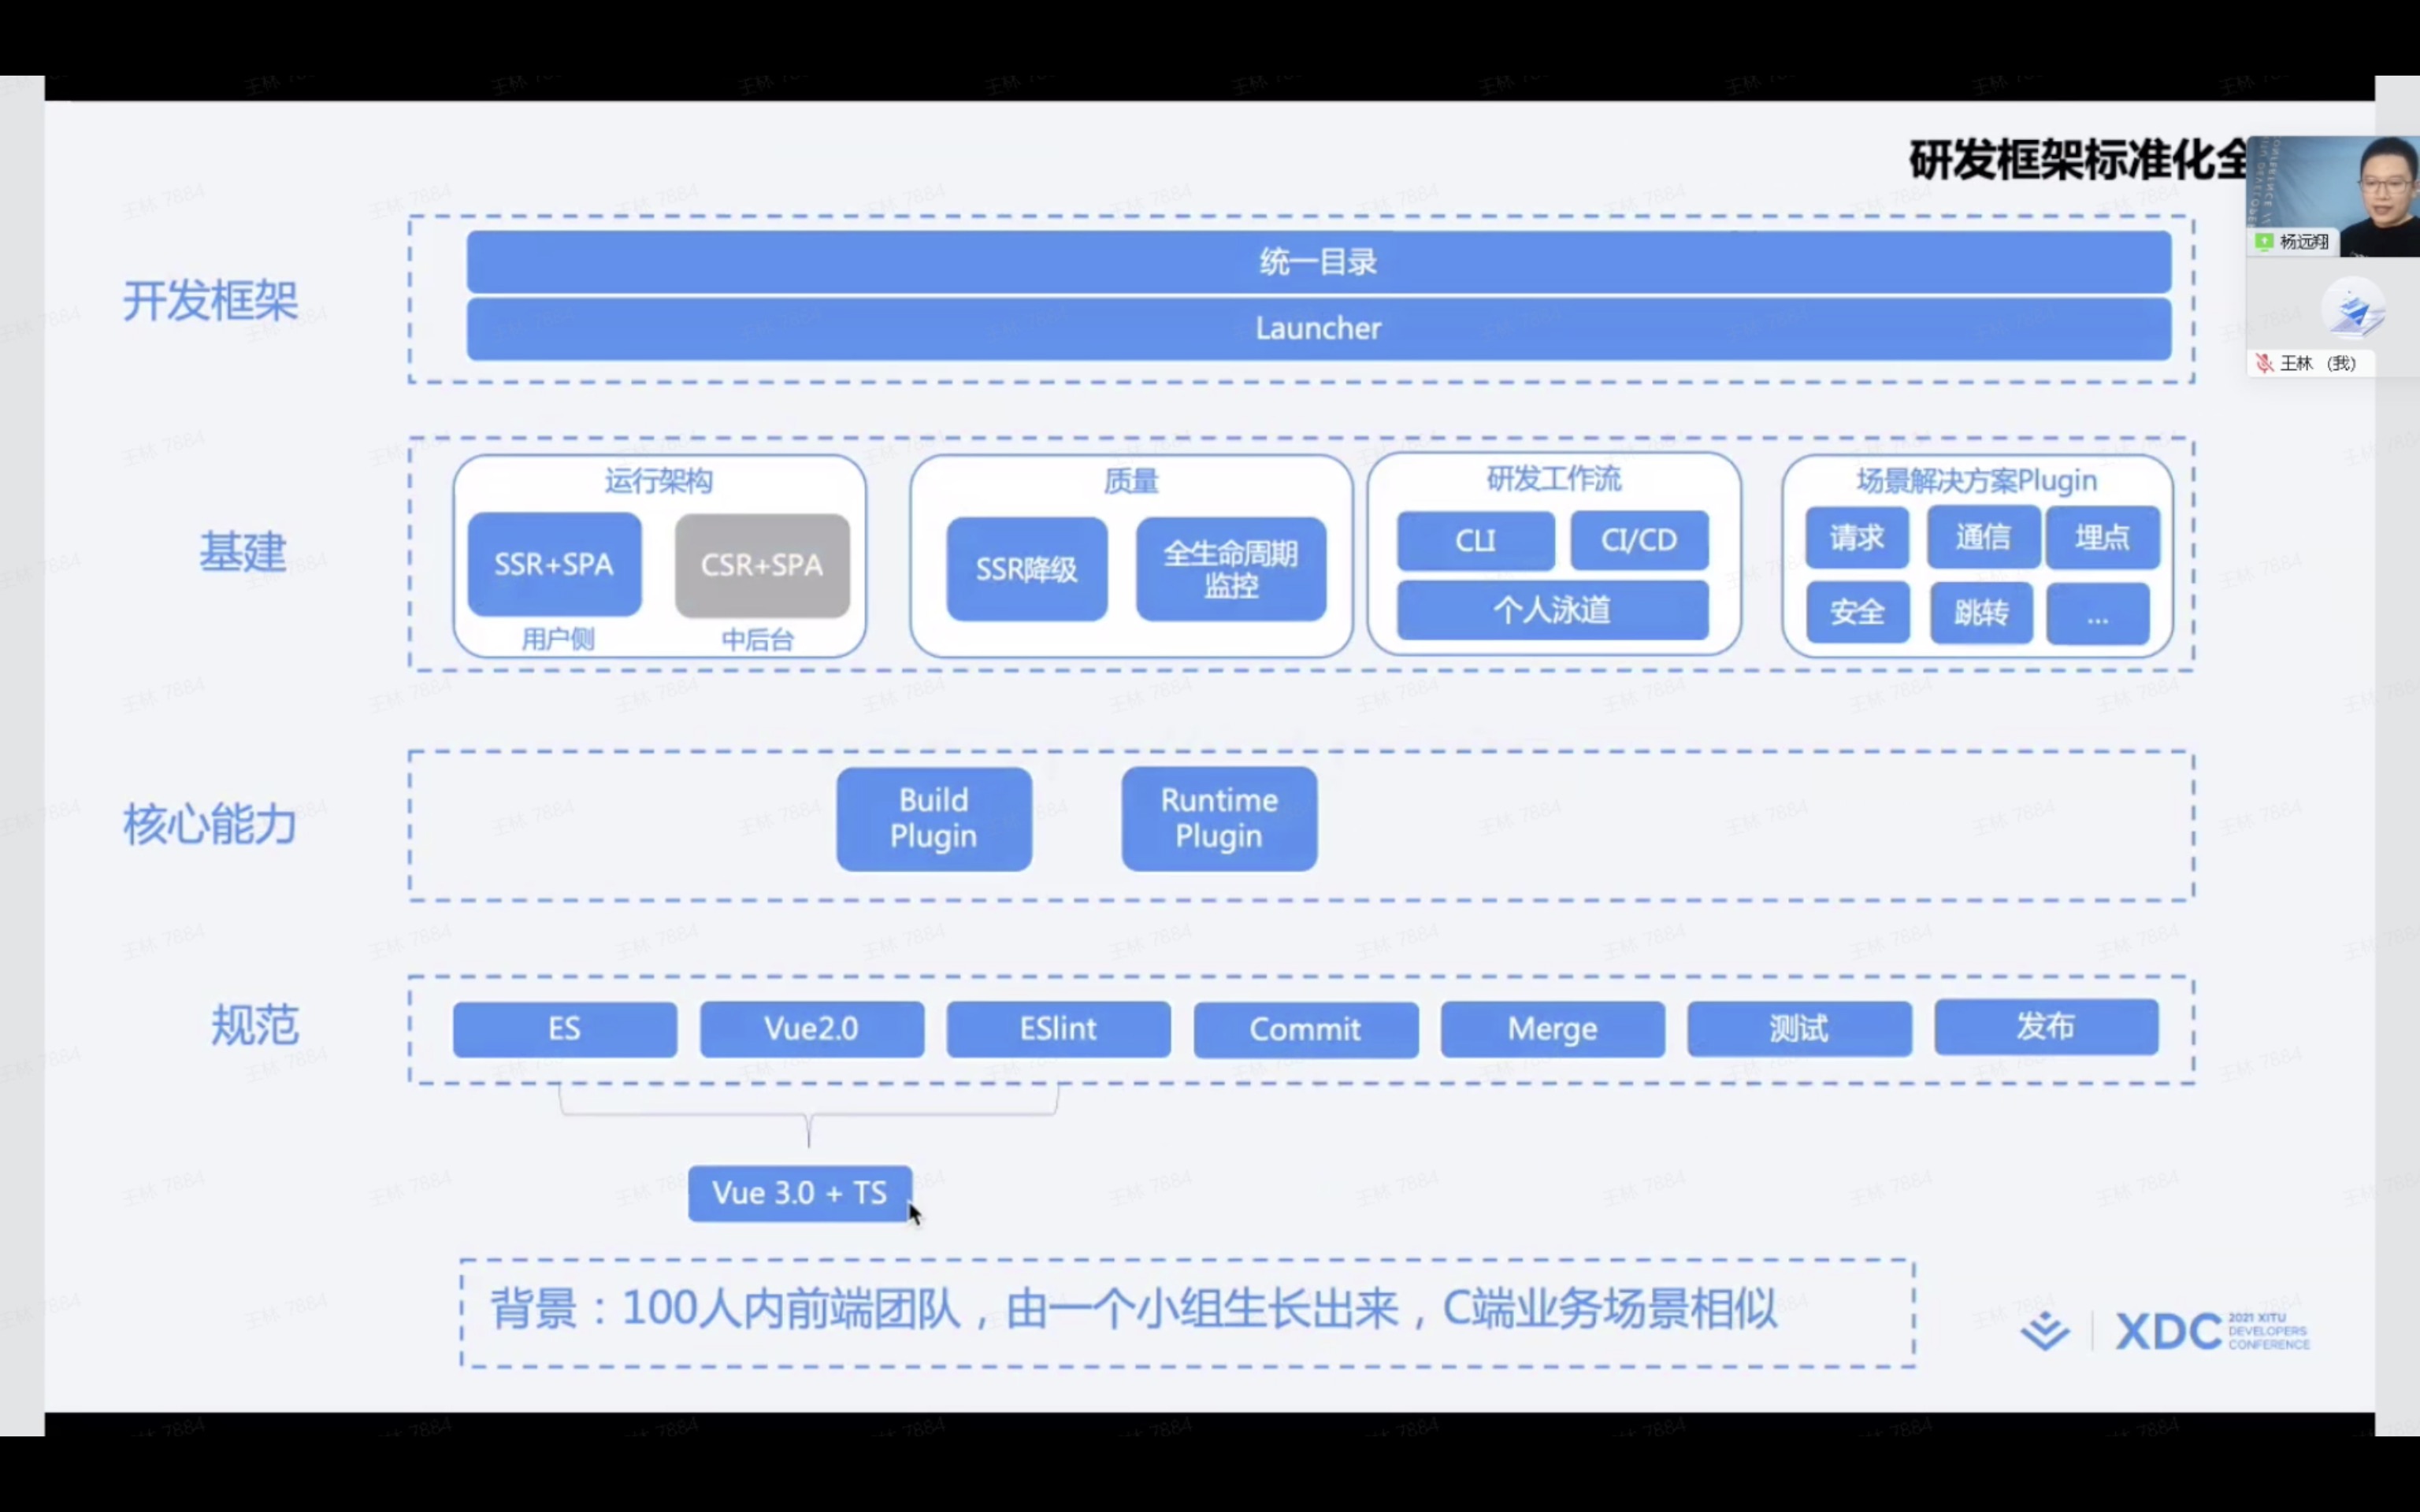 研发框架标准化全
杨远翔
王林 (我)
开发框架
统一目录
Launcher
基建
运行架构
SSR+SPA
CSR+SPA
用户侧
中后台
质量
SSR降级
全生命周期
监控
研发工作流
CLI
CI/CD
个人泳道
场景解决方案Plugin
请求
通信
埋点
安全
跳转
...
核心能力
Build
Plugin
Runtime
Plugin
规范
ES
Vue2.0
ESlint
Commit
Merge
测试
发布
Vue 3.0 + TS
背景：100人内前端团队，由一个小组生长出来，C端业务场景相似
XDC
2021 XITU
DEVELOPERS
CONFERENCE
王林 7884